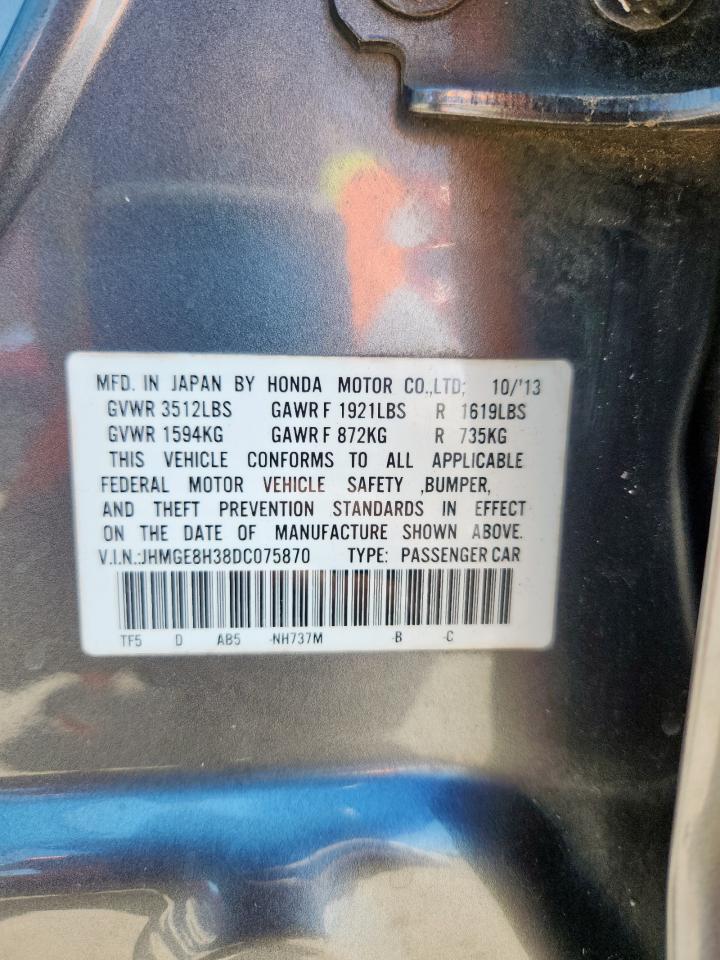 MFD. IN JAPAN BY HONDA MOTOR CO.,LTD; 10/'13
GVWR 3512LBS GAWR F 1921LBS R 1619LBS
GVWR 1594KG GAWR F 872KG R 735KG
THIS VEHICLE CONFORMS TO ALL APPLICABLE
FEDERAL MOTOR VEHICLE SAFETY ,BUMPER,
AND THEFT PREVENTION STANDARDS IN EFFECT
ON THE DATE OF MANUFACTURE SHOWN ABOVE.
V.I.N.:JHMGE8H38DC075870 TYPE: PASSENGER CAR
TF5 D AB5 -NH737M -B -C